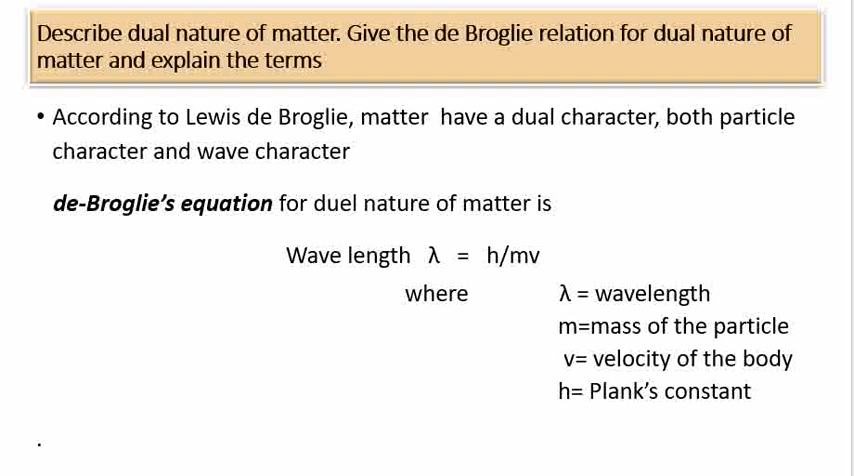 Describe dual nature of matter. Give the de Broglie relation for dual nature of
matter and explain the terms
• According to Lewis de Broglie, matter have a dual character, both particle
character and wave character
de-Broglie's equation for duel nature of matter is
Wave length λ = h/mv
where λ = wavelength
m=mass of the particle
v= velocity of the body
h= Plank's constant
.